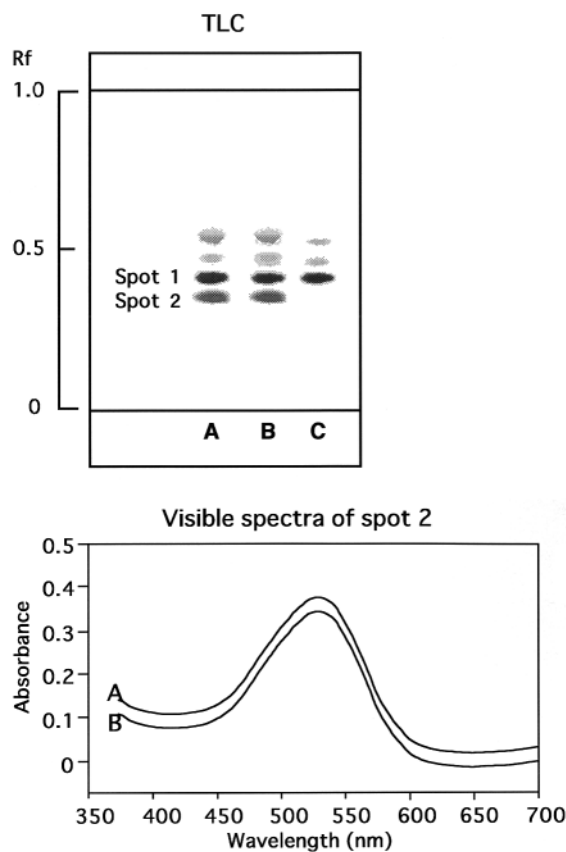 TLC
Rf
1.0
0.5
Spot 1
Spot 2
0
A B C
Visible spectra of spot 2
0.5
0.4
0.3
0.2
0.1
0
Absorbance
A
B
350 400 450 500 550 600 650 700
Wavelength (nm)